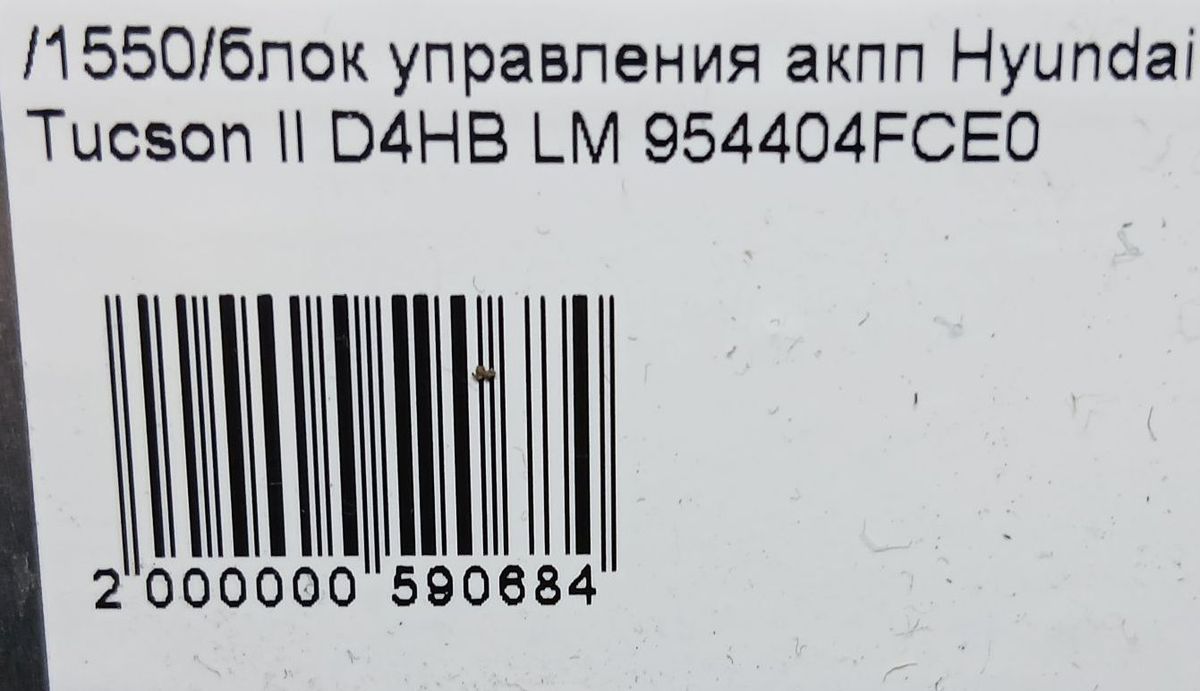 /1550/блок управления акпп Hyundai
Tucson II D4HB LM 954404FCE0
2 000000 590684